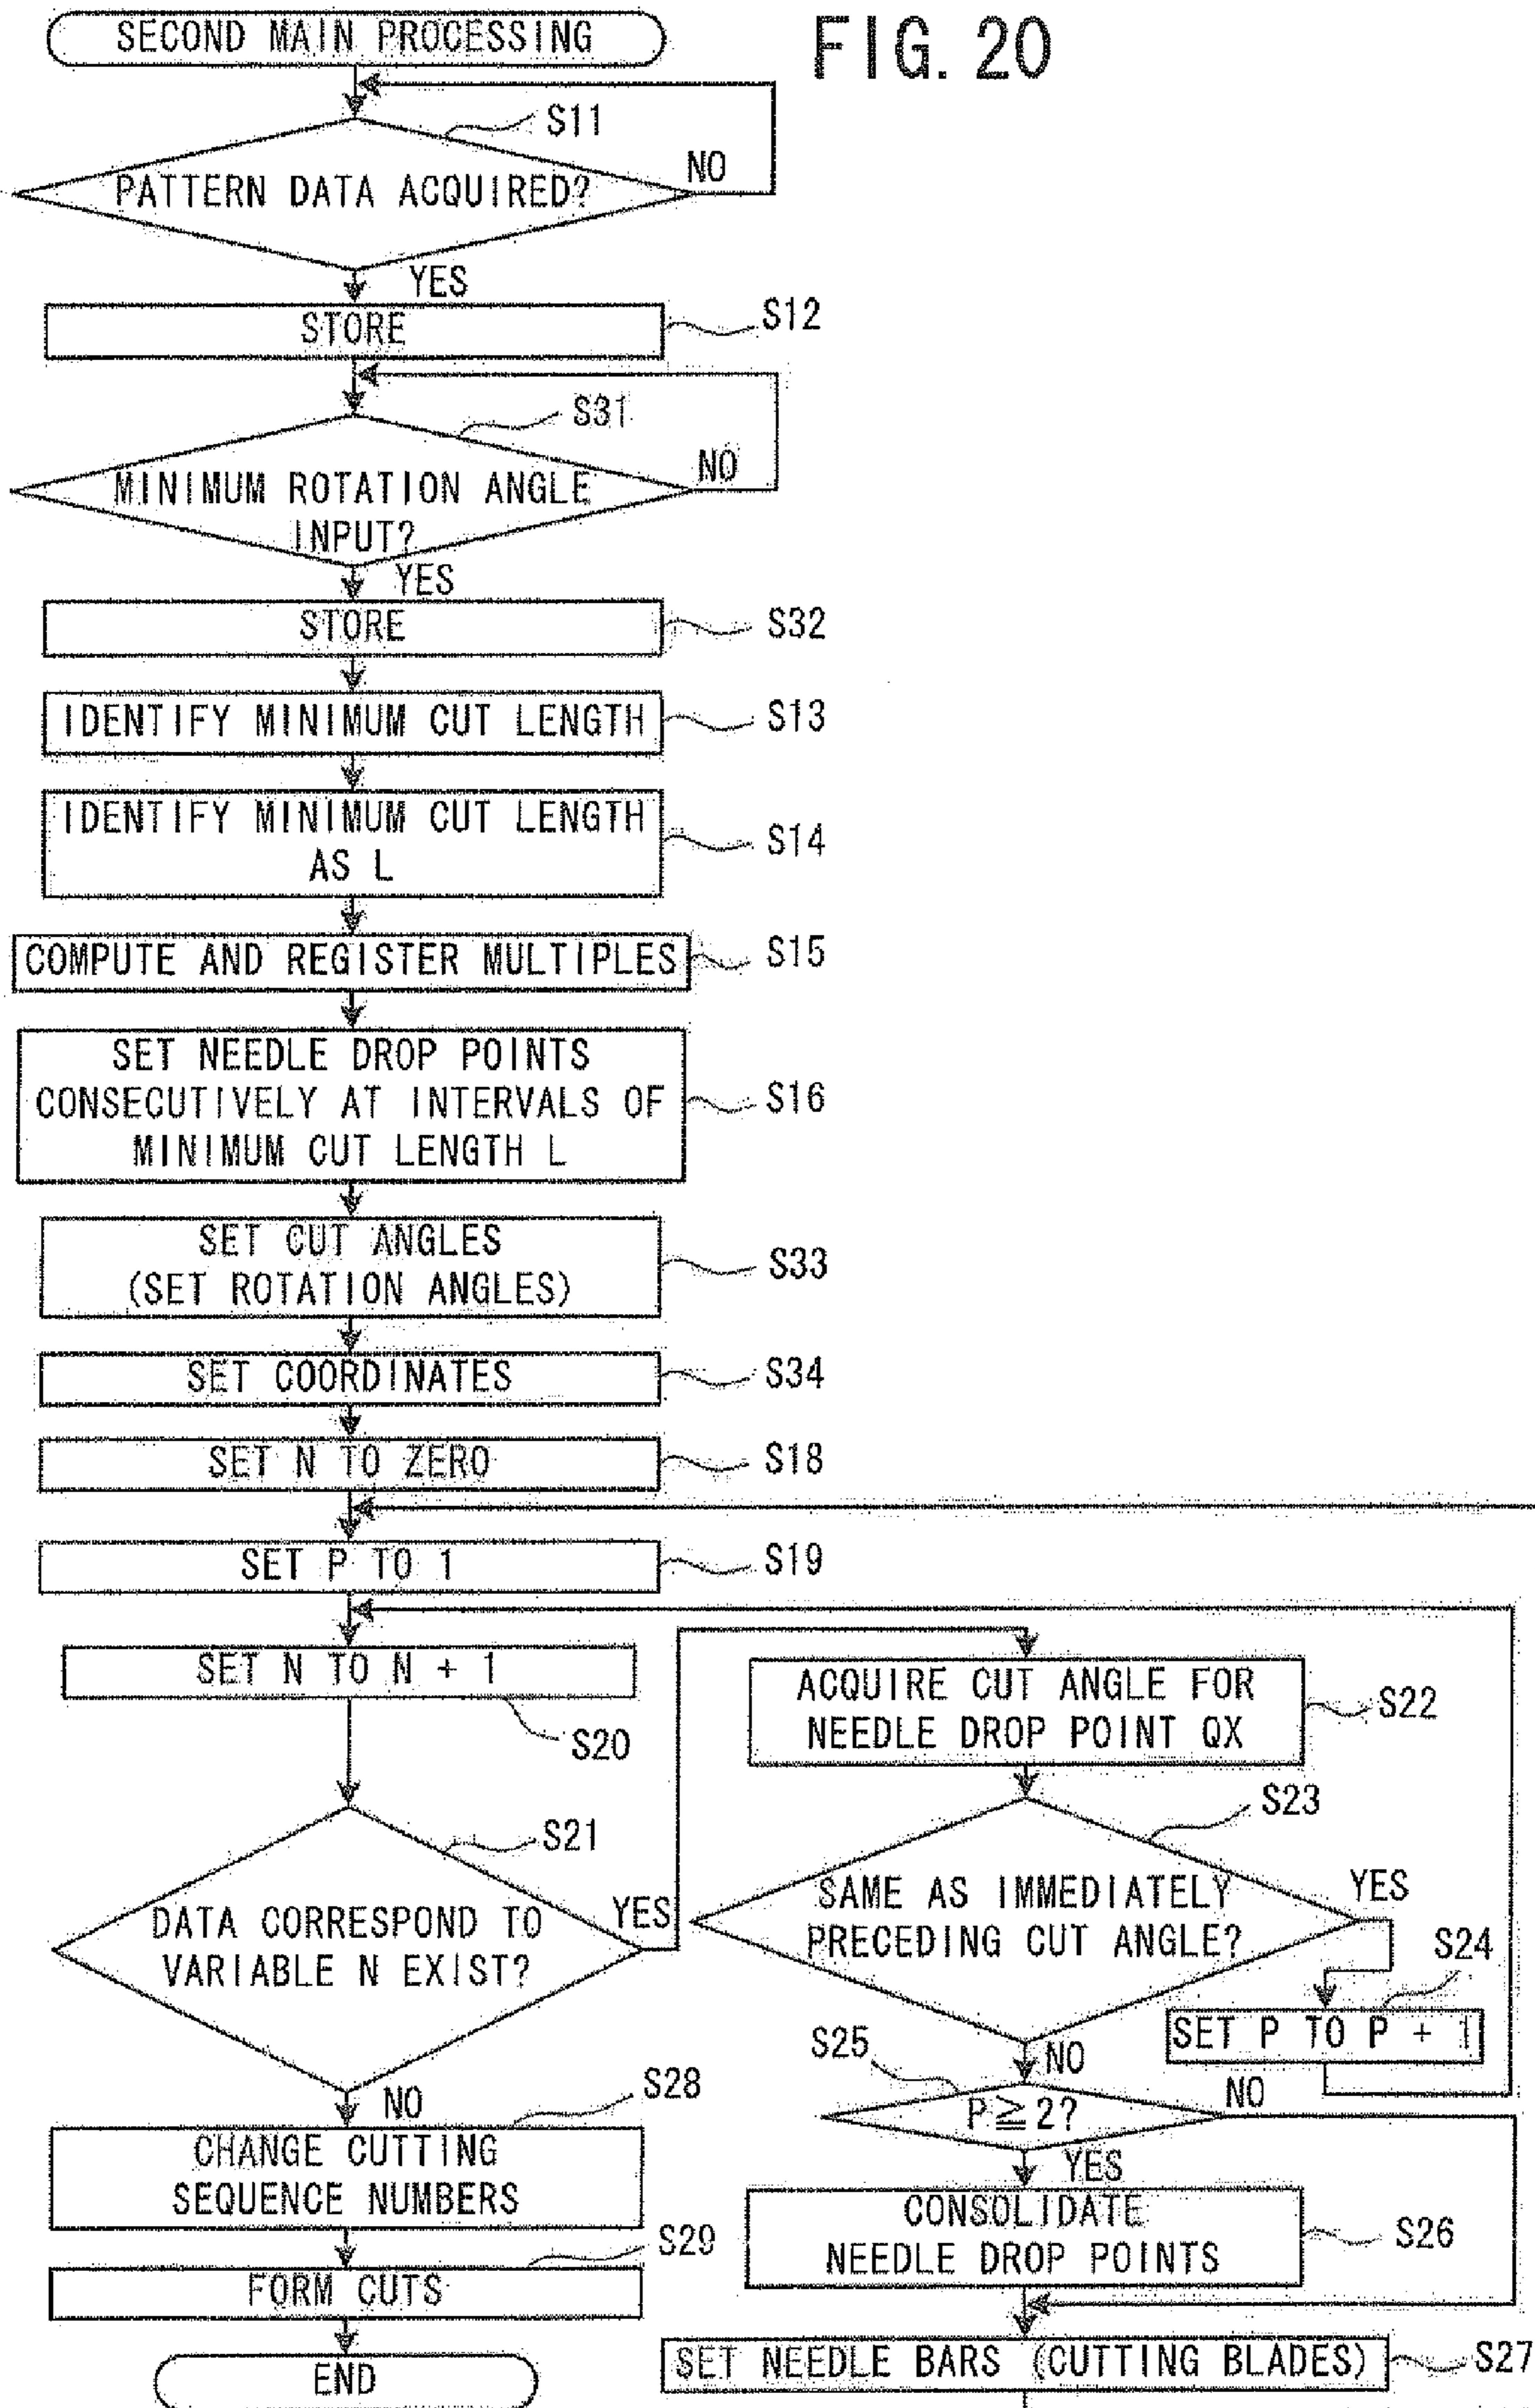 FIG. 20
SECOND MAIN PROCESSING
S11
PATTERN DATA ACQUIRED?
NO
YES
STORE
S12
S31
MINIMUM ROTATION ANGLE
INPUT?
NO
YES
STORE
S32
IDENTIFY MINIMUM CUT LENGTH
S13
IDENTIFY MINIMUM CUT LENGTH
AS L
S14
COMPUTE AND REGISTER MULTIPLES
S15
SET NEEDLE DROP POINTS
CONSECUTIVELY AT INTERVALS OF
MINIMUM CUT LENGTH L
S16
SET CUT ANGLES
(SET ROTATION ANGLES)
S33
SET COORDINATES
S34
SET N TO ZERO
S18
SET P TO 1
S19
SET N TO N + 1
S20
S21
DATA CORRESPOND TO
VARIABLE N EXIST?
YES
NO
ACQUIRE CUT ANGLE FOR
NEEDLE DROP POINT QX
S22
S23
SAME AS IMMEDIATELY
PRECEDING CUT ANGLE?
YES
S24
SET P TO P + 1
NO
S25
P≧2?
NO
YES
CONSOLIDATE
NEEDLE DROP POINTS
S26
SET NEEDLE BARS (CUTTING BLADES)
S27
S28
CHANGE CUTTING
SEQUENCE NUMBERS
S29
FORM CUTS
END